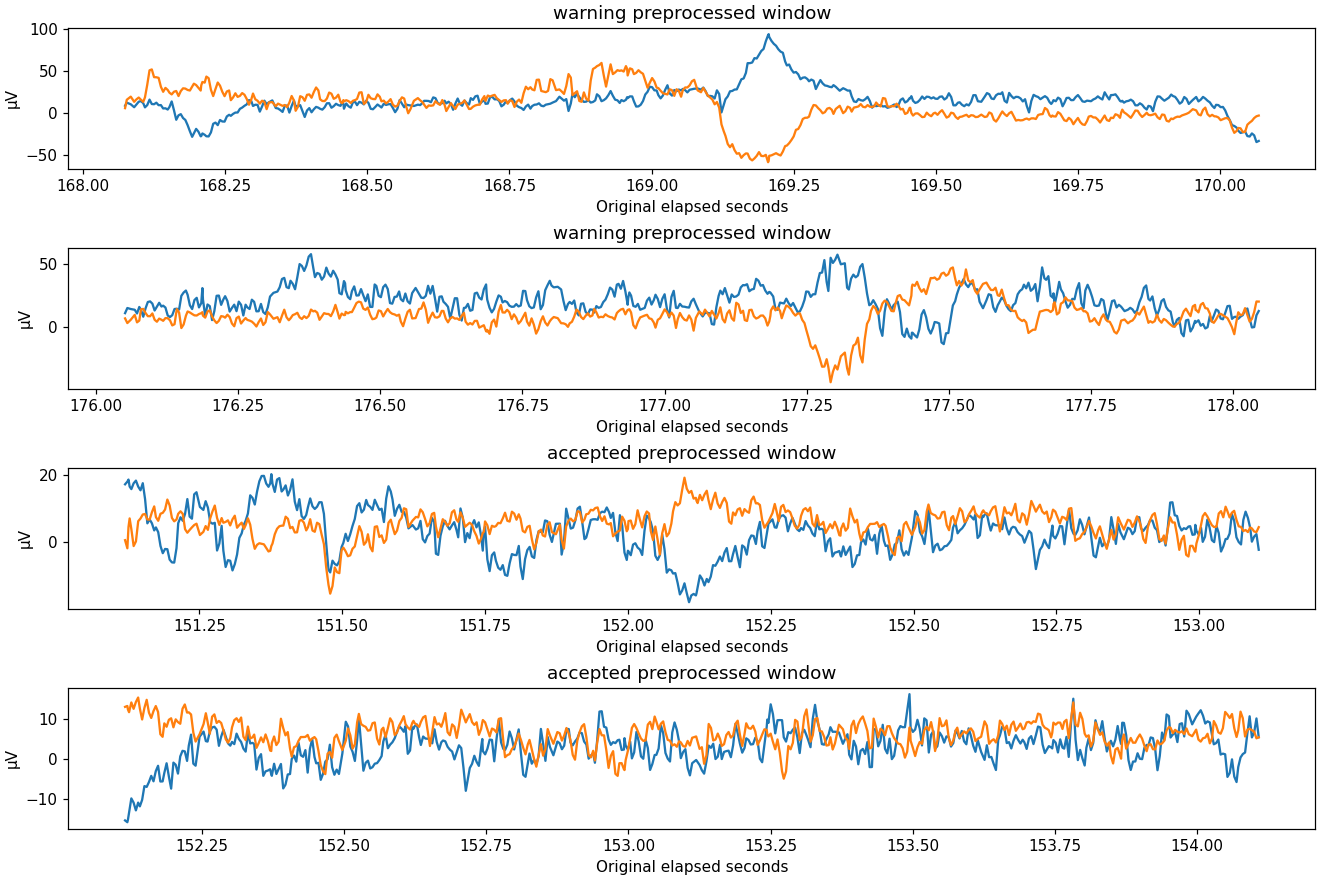 warning preprocessed window
100
50
0
−50
µV
168.00 168.25 168.50 168.75 169.00 169.25 169.50 169.75 170.00
Original elapsed seconds
warning preprocessed window
50
0
µV
176.00 176.25 176.50 176.75 177.00 177.25 177.50 177.75 178.00
Original elapsed seconds
accepted preprocessed window
20
0
µV
151.25 151.50 151.75 152.00 152.25 152.50 152.75 153.00
Original elapsed seconds
accepted preprocessed window
10
0
−10
µV
152.25 152.50 152.75 153.00 153.25 153.50 153.75 154.00
Original elapsed seconds